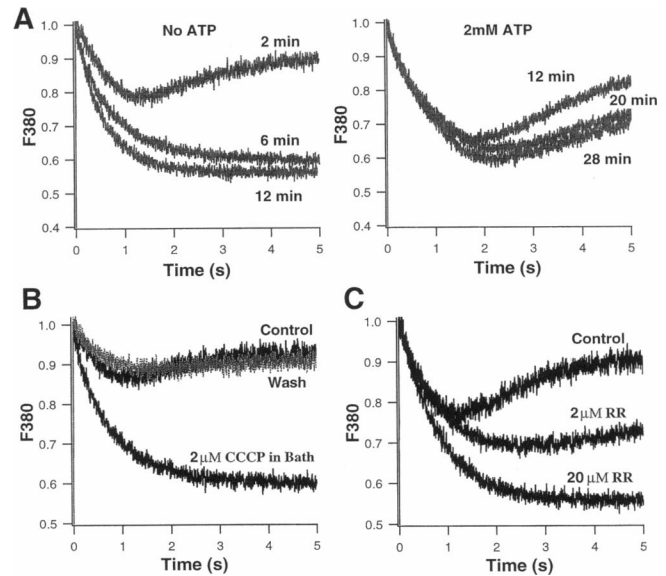 A
No ATP
2mM ATP
1.0
0.9
0.8
0.7
0.6
0.5
0.4
F380
2 min
6 min
12 min
0 1 2 3 4 5
Time (s)
1.0
0.9
0.8
0.7
0.6
0.5
0.4
F380
12 min
20 min
28 min
0 1 2 3 4 5
Time (s)
B
1.0
0.9
0.8
0.7
0.6
0.5
F380
Control
Wash
2 μM CCCP in Bath
0 1 2 3 4 5
Time (s)
C
1.0
0.9
0.8
0.7
0.6
0.5
F380
Control
2 μM RR
20 μM RR
0 1 2 3 4 5
Time (s)